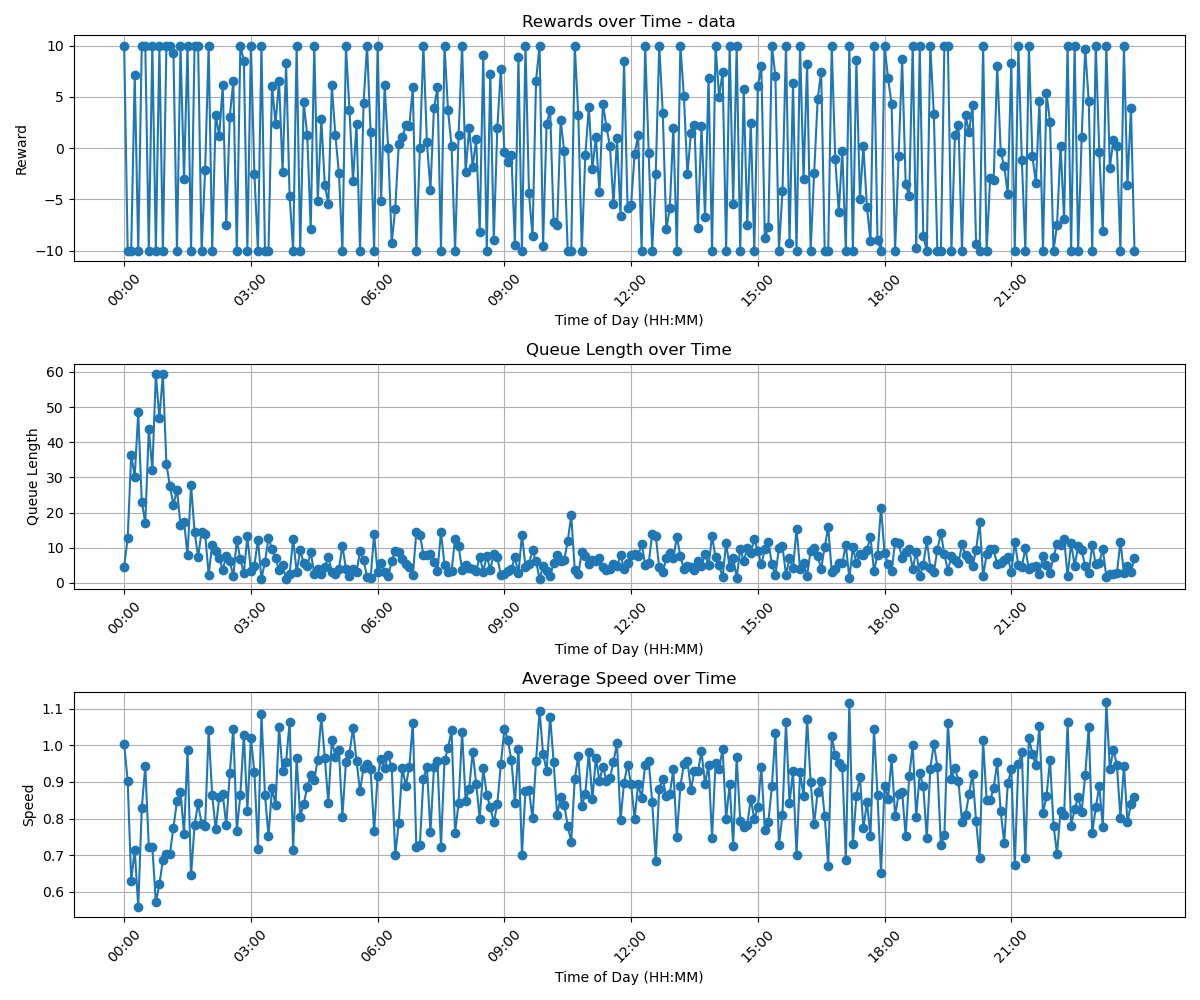 Rewards over Time - data
Reward
10
5
0
−5
−10
00:00 03:00 06:00 09:00 12:00 15:00 18:00 21:00
Time of Day (HH:MM)
Queue Length over Time
Queue Length
60
50
40
30
20
10
0
00:00 03:00 06:00 09:00 12:00 15:00 18:00 21:00
Time of Day (HH:MM)
Average Speed over Time
Speed
1.1
1.0
0.9
0.8
0.7
0.6
00:00 03:00 06:00 09:00 12:00 15:00 18:00 21:00
Time of Day (HH:MM)